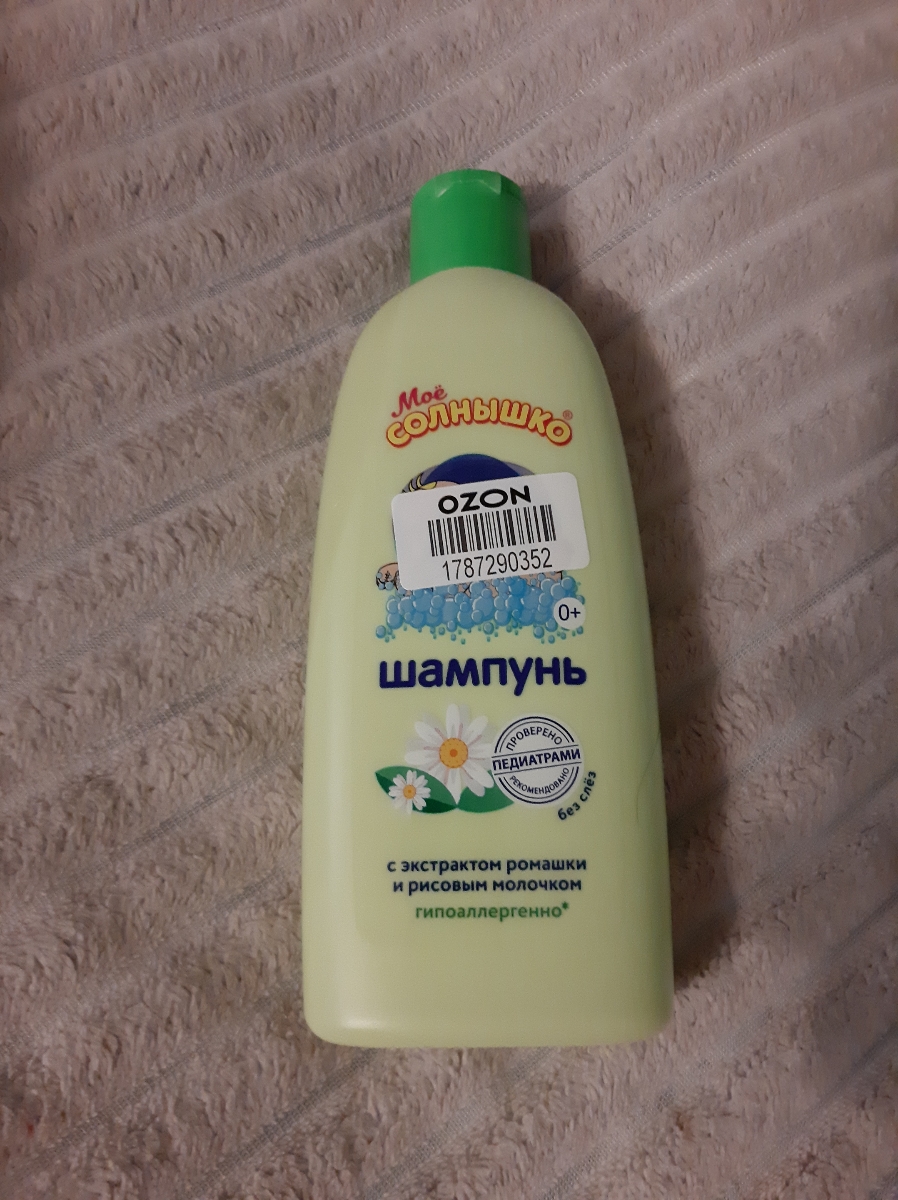 Моё
СОЛНЫШКО®
OZON
1787290352
0+
шампунь
ПРОВЕРЕНО
ПЕДИАТРАМИ
РЕКОМЕНДОВАНО
без слёз
с экстрактом ромашки
и рисовым молочком
гипоаллергенно*